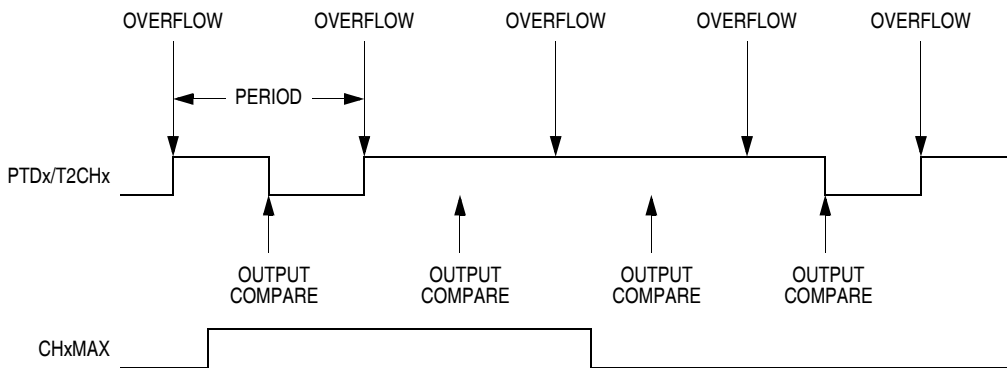 OVERFLOW OVERFLOW OVERFLOW OVERFLOW OVERFLOW
PERIOD
PTDx/T2CHx
OUTPUT OUTPUT OUTPUT OUTPUT
COMPARE COMPARE COMPARE COMPARE
CHxMAX